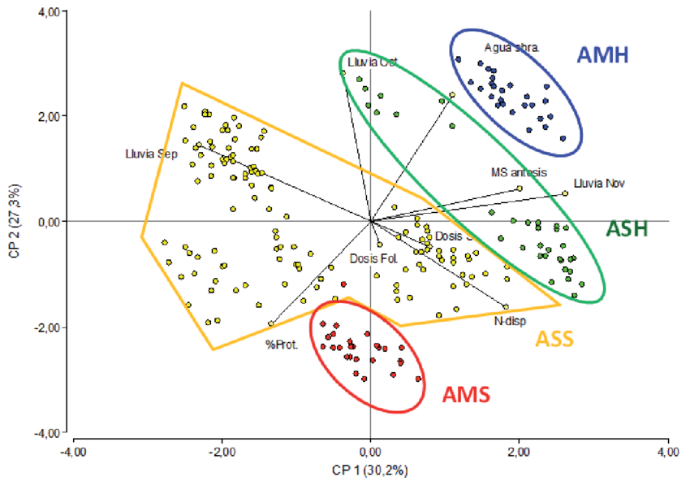 4,00
Agua sbra.
AMH
Lluvia Oct
2,00
Lluvia Sep
MS antesis
Lluvia Nov
CP 2 (27,3%)
0,00
Dosis S
ASH
Dosis Fol.
-2,00
%Prot.
N-disp
ASS
AMS
-4,00
-4,00 -2,00 0,00 2,00 4,00
CP 1 (30,2%)